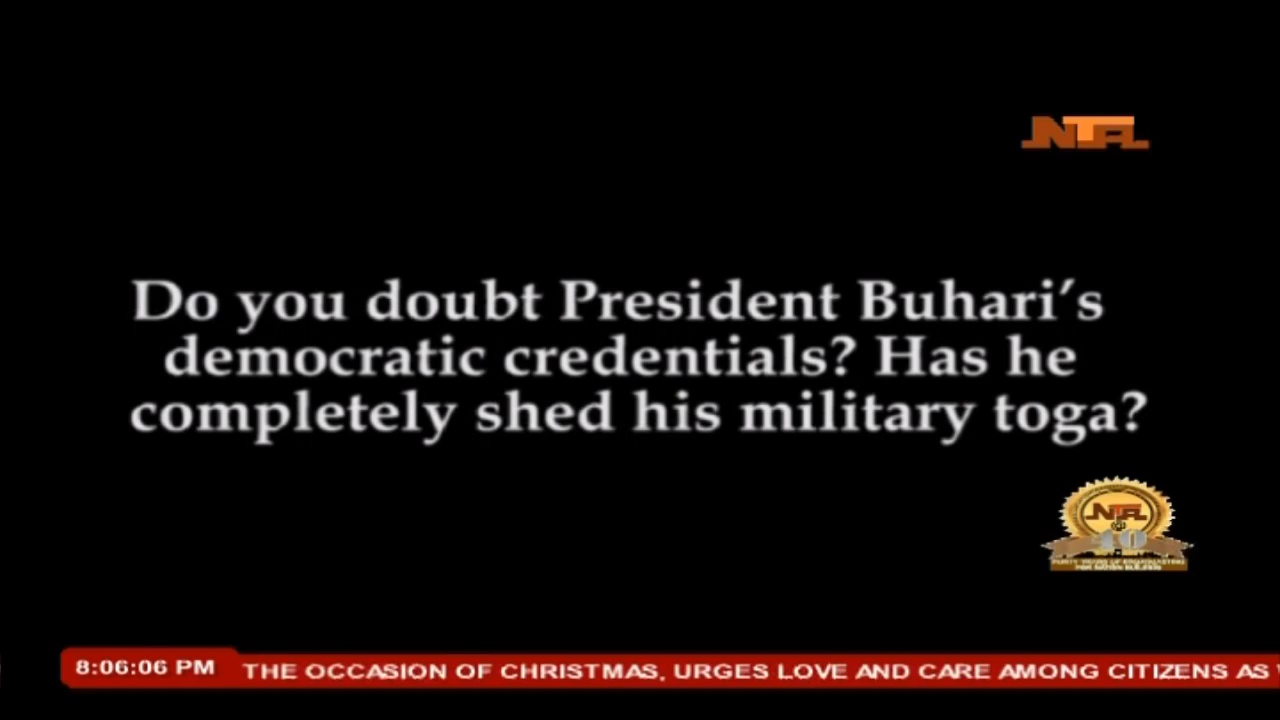 NTA
Do you doubt President Buhari's
democratic credentials? Has he
completely shed his military toga?
NTA
40
8:06:06 PM
THE OCCASION OF CHRISTMAS, URGES LOVE AND CARE AMONG CITIZENS AS